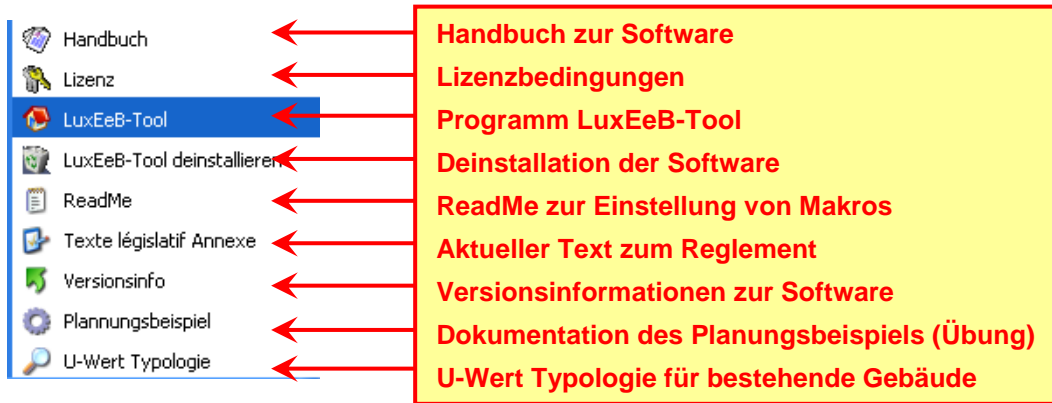 Handbuch
Handbuch zur Software
Lizenz
Lizenzbedingungen
LuxEeB-Tool
Programm LuxEeB-Tool
LuxEeB-Tool deinstallieren
Deinstallation der Software
ReadMe
ReadMe zur Einstellung von Makros
Texte législatif Annexe
Aktueller Text zum Reglement
Versionsinfo
Versionsinformationen zur Software
Plannungsbeispiel
Dokumentation des Planungsbeispiels (Übung)
U-Wert Typologie
U-Wert Typologie für bestehende Gebäude